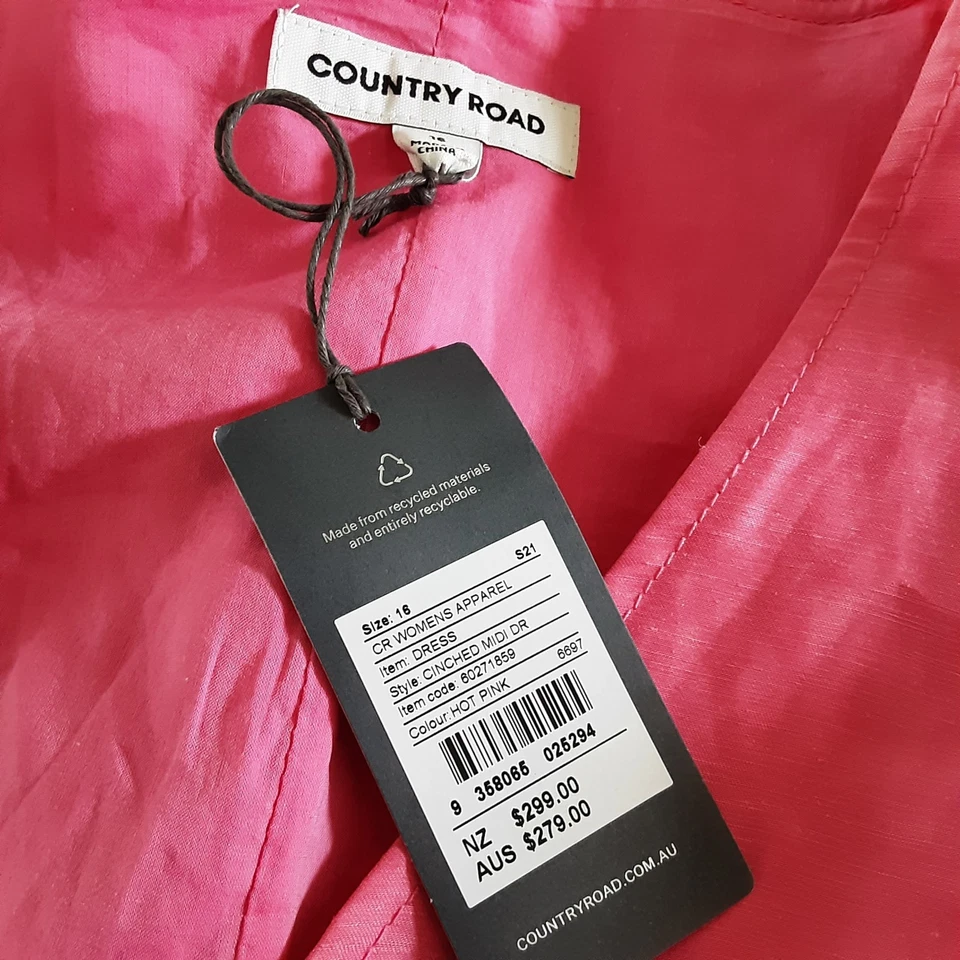 COUNTRY ROAD
16
CHINA
Made from recycled materials
and entirely recyclable.
S21
Size: 16
CR WOMENS APPAREL
Item: DRESS
Style: CINCHED MIDI DR
Item code: 60271859 6697
Colour: HOT PINK
9 358065 025294
NZ $299.00
AUS $279.00
COUNTRYROAD.COM.AU